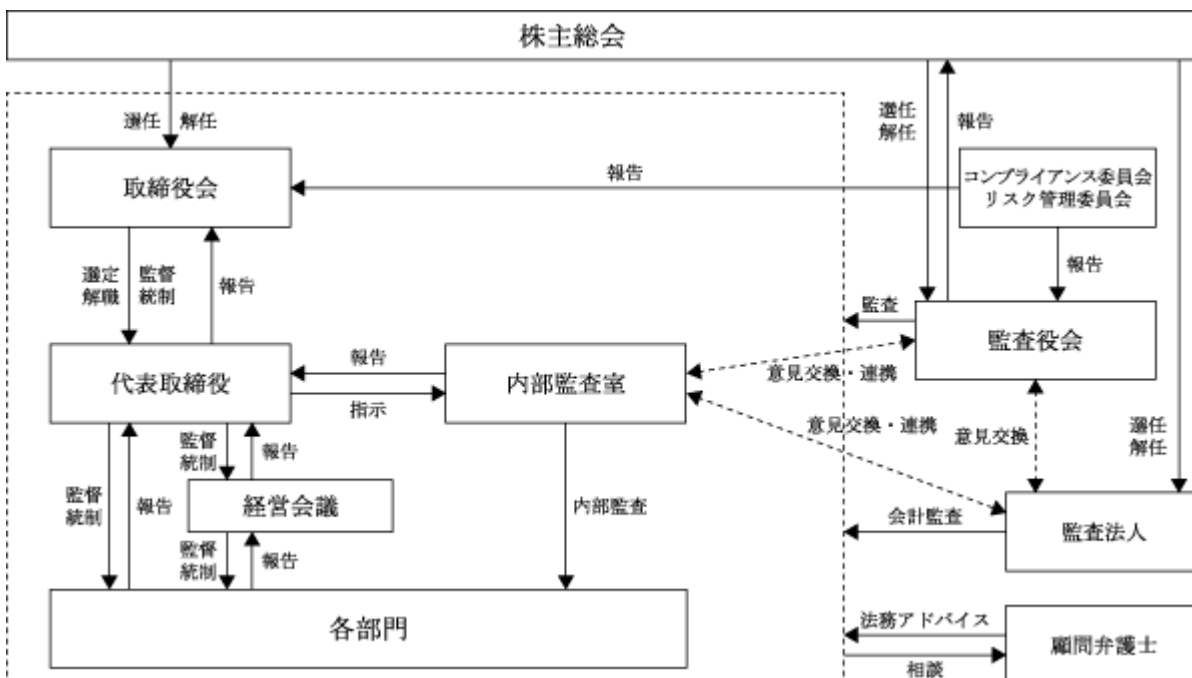 株主総会
選任 解任
選任
解任
報告
取締役会
報告
コンプライアンス委員会
リスク管理委員会
選定
解職
監督
統制
報告
報告
監査
監査役会
代表取締役
報告
指示
内部監査室
意見交換・連携
意見交換・連携
意見交換
選任
解任
監督
統制
報告
監督
統制
報告
経営会議
内部監査
会計監査
監査法人
監督
統制
報告
各部門
法務アドバイス
相談
顧問弁護士